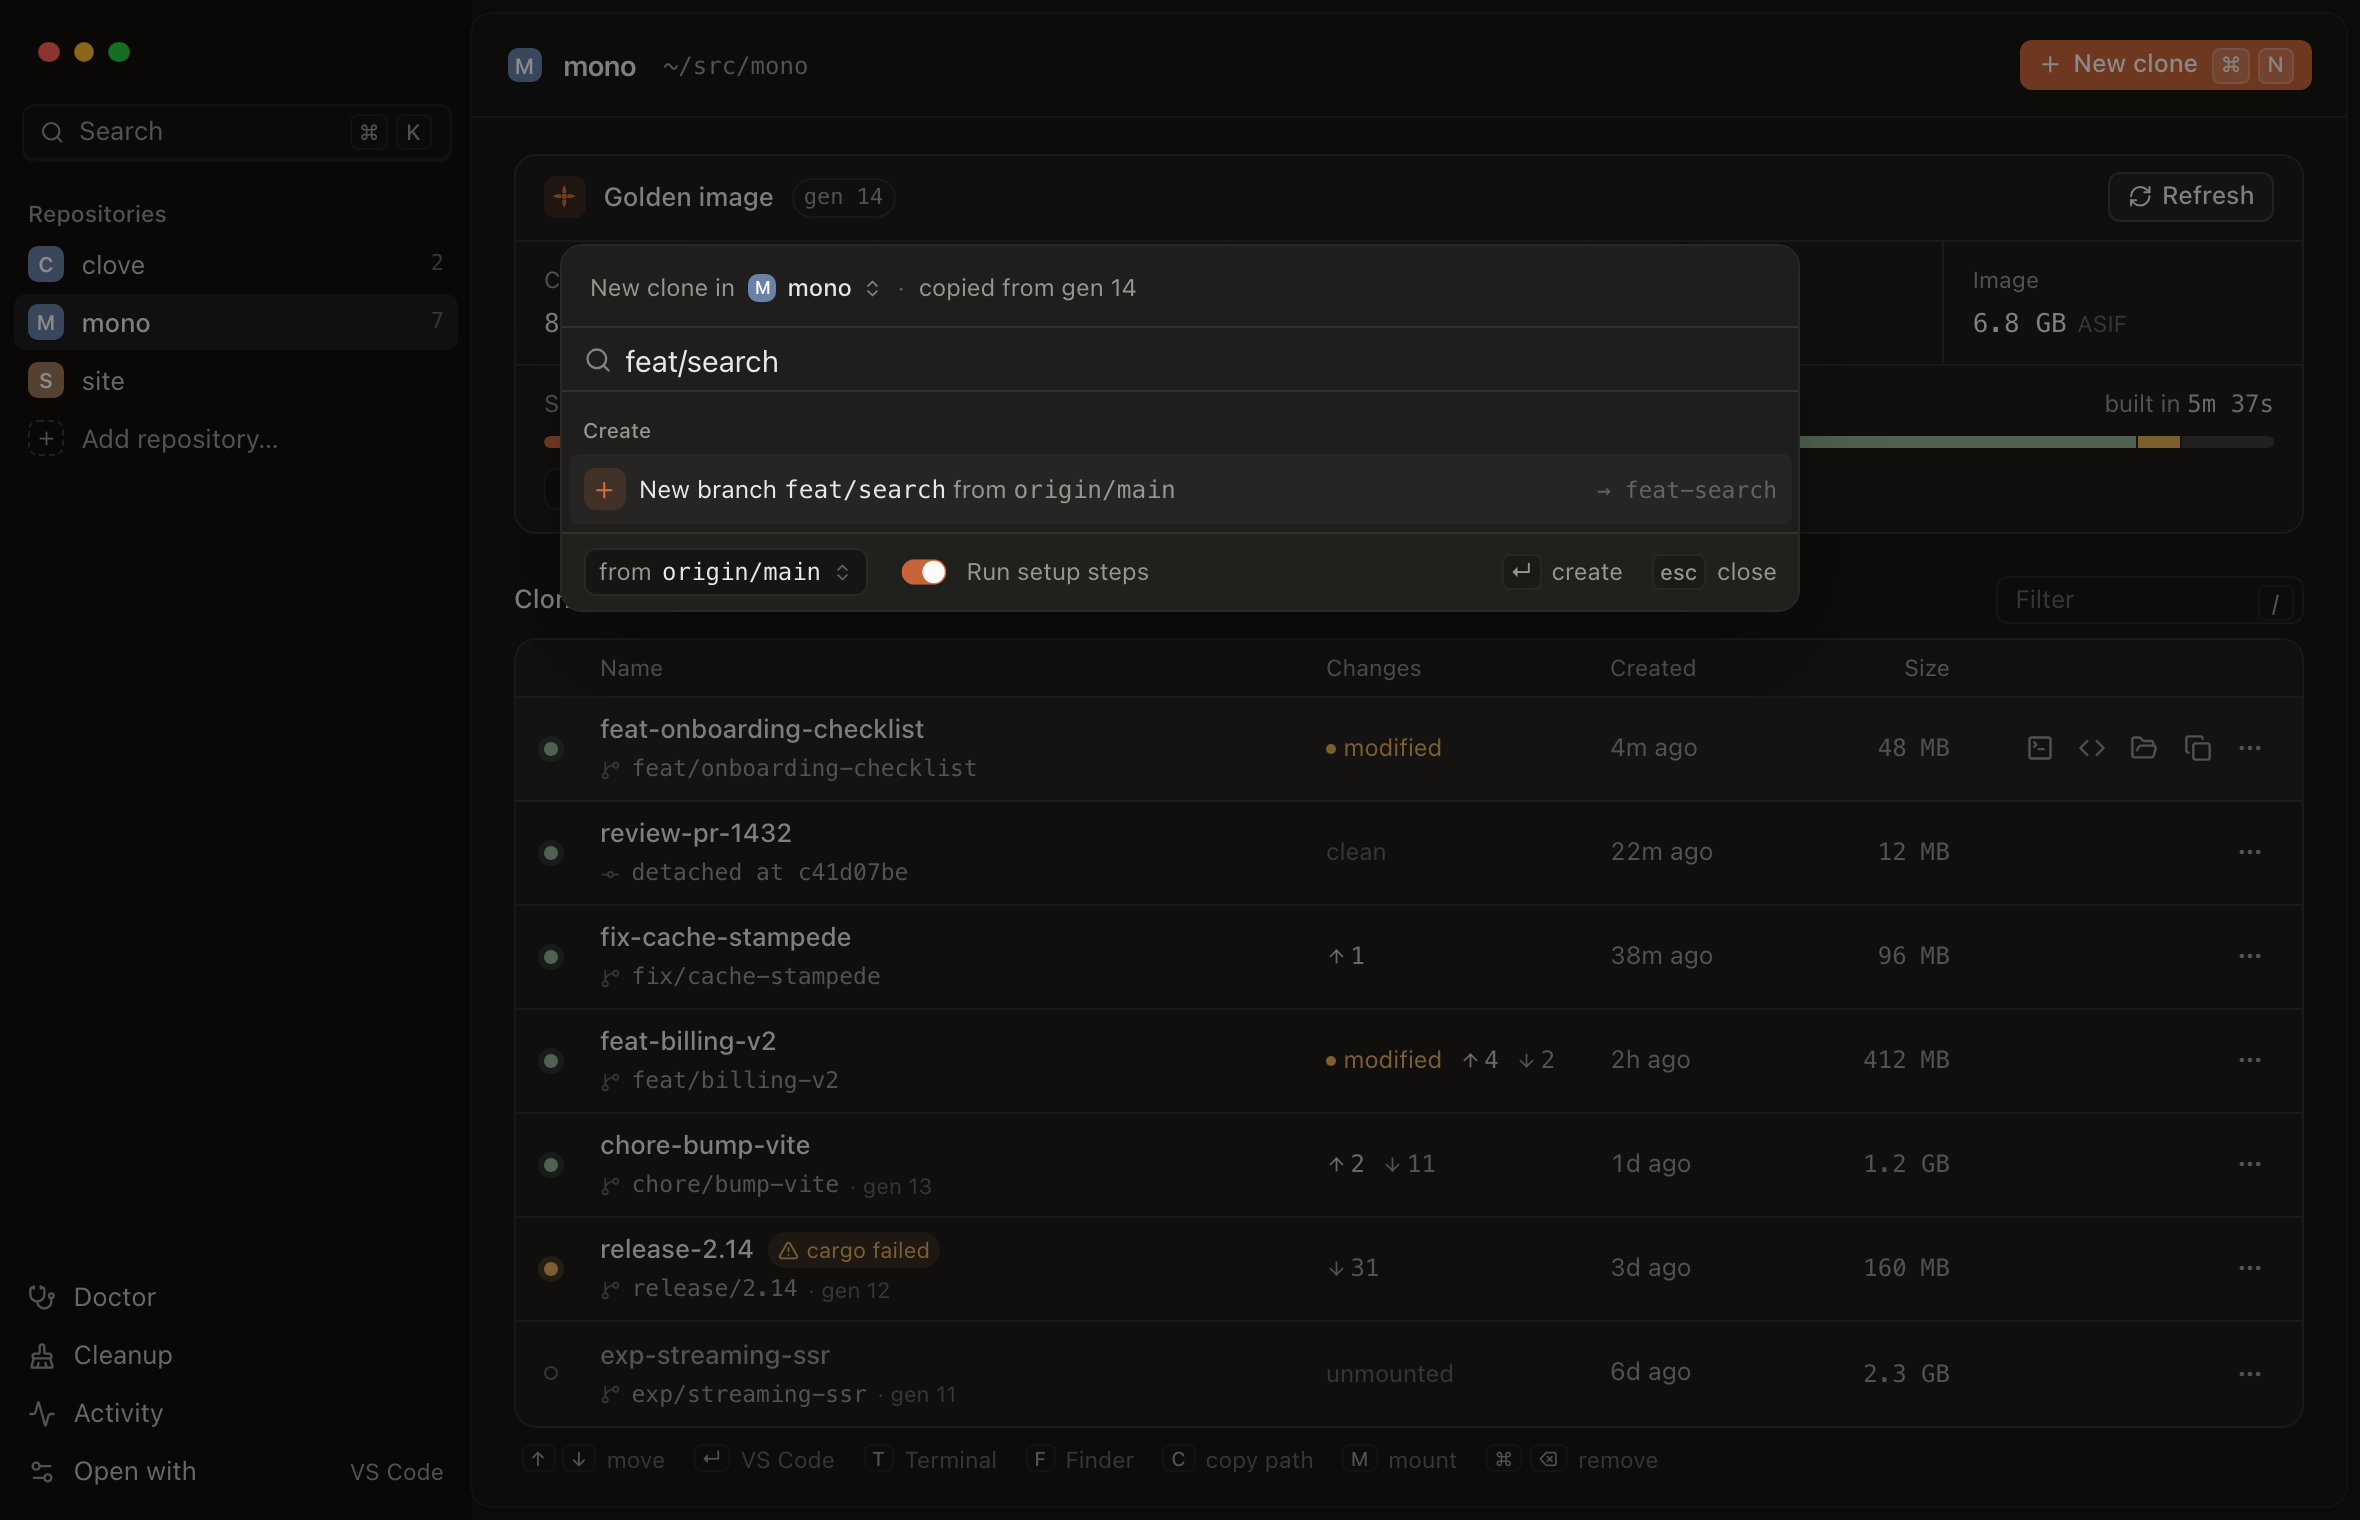 Search ⌘ K
Repositories
C clove 2
M mono 7
S site
Add repository...
Doctor
Cleanup
Activity
Open with VS Code
M mono ~/src/mono
+ New clone ⌘ N
Golden image gen 14
Refresh
C
8
Image
6.8 GB ASIF
S
built in 5m 37s
New clone in M mono · copied from gen 14
feat/search
Create
New branch feat/search from origin/main → feat-search
from origin/main Run setup steps ↵ create esc close
Clon
Filter /
Name Changes Created Size
feat-onboarding-checklist
feat/onboarding-checklist
modified 4m ago 48 MB
review-pr-1432
detached at c41d07be
clean 22m ago 12 MB
fix-cache-stampede
fix/cache-stampede
↑ 1 38m ago 96 MB
feat-billing-v2
feat/billing-v2
modified ↑ 4 ↓ 2 2h ago 412 MB
chore-bump-vite
chore/bump-vite · gen 13
↑ 2 ↓ 11 1d ago 1.2 GB
release-2.14 cargo failed
release/2.14 · gen 12
↓ 31 3d ago 160 MB
exp-streaming-ssr
exp/streaming-ssr · gen 11
unmounted 6d ago 2.3 GB
↑ ↓ move ↵ VS Code T Terminal F Finder C copy path M mount ⌘ ⌫ remove